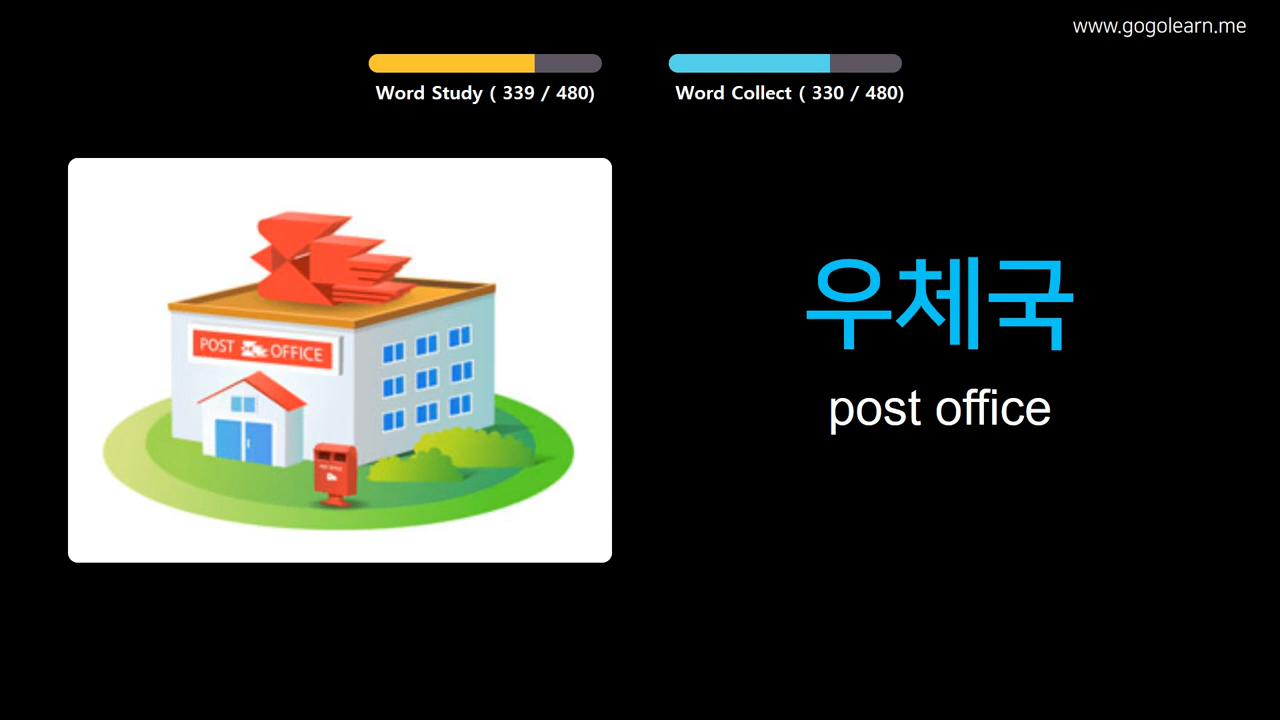 www.gogolearn.me
Word Study ( 339 / 480)
Word Collect ( 330 / 480)
POST OFFICE
우체국
post office